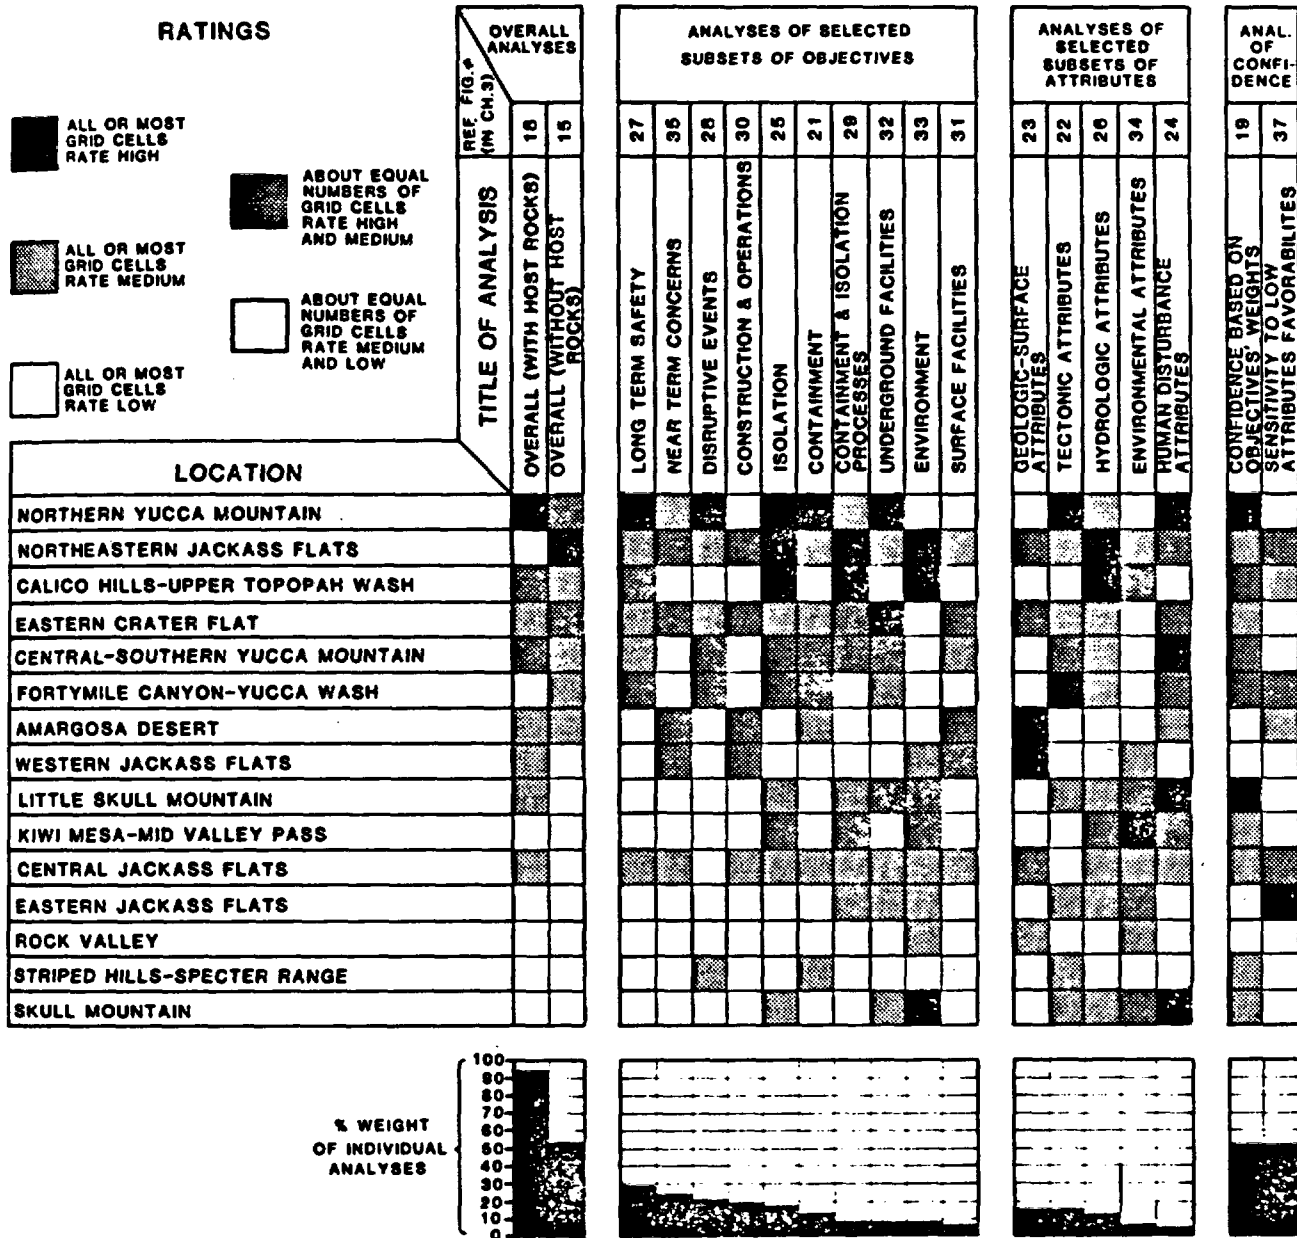 RATINGS
ALL OR MOST
GRID CELLS
RATE HIGH
ABOUT EQUAL
NUMBERS OF
GRID CELLS
RATE HIGH
AND MEDIUM
ALL OR MOST
GRID CELLS
RATE MEDIUM
ABOUT EQUAL
NUMBERS OF
GRID CELLS
RATE MEDIUM
AND LOW
ALL OR MOST
GRID CELLS
RATE LOW
OVERALL
ANALYSES
ANALYSES OF SELECTED
SUBSETS OF OBJECTIVES
ANALYSES OF
SELECTED
SUBSETS OF
ATTRIBUTES
ANAL.
OF
CONFI-
DENCE
REF. FIG.#
(IN CH.3)
16 15 27 35 28 30 25 21 29 32 33 31 23 22 26 34 24 19 37
TITLE OF ANALYSIS
OVERALL (WITH HOST ROCKS)
OVERALL (WITHOUT HOST
ROCKS)
LONG TERM SAFETY
NEAR TERM CONCERNS
DISRUPTIVE EVENTS
CONSTRUCTION & OPERATIONS
ISOLATION
CONTAINMENT
CONTAINMENT & ISOLATION
PROCESSES
UNDERGROUND FACILITIES
ENVIRONMENT
SURFACE FACILITIES
GEOLOGIC-SURFACE
ATTRIBUTES
TECTONIC ATTRIBUTES
HYDROLOGIC ATTRIBUTES
ENVIRONMENTAL ATTRIBUTES
HUMAN DISTURBANCE
ATTRIBUTES
CONFIDENCE BASED ON
OBJECTIVES' WEIGHTS
SENSITIVITY TO LOW
ATTRIBUTES FAVORABILITES
LOCATION
NORTHERN YUCCA MOUNTAIN
NORTHEASTERN JACKASS FLATS
CALICO HILLS-UPPER TOPOPAH WASH
EASTERN CRATER FLAT
CENTRAL-SOUTHERN YUCCA MOUNTAIN
FORTYMILE CANYON-YUCCA WASH
AMARGOSA DESERT
WESTERN JACKASS FLATS
LITTLE SKULL MOUNTAIN
KIWI MESA-MID VALLEY PASS
CENTRAL JACKASS FLATS
EASTERN JACKASS FLATS
ROCK VALLEY
STRIPED HILLS-SPECTER RANGE
SKULL MOUNTAIN
% WEIGHT
OF INDIVIDUAL
ANALYSES
100
90
80
70
60
50
40
30
20
10
0